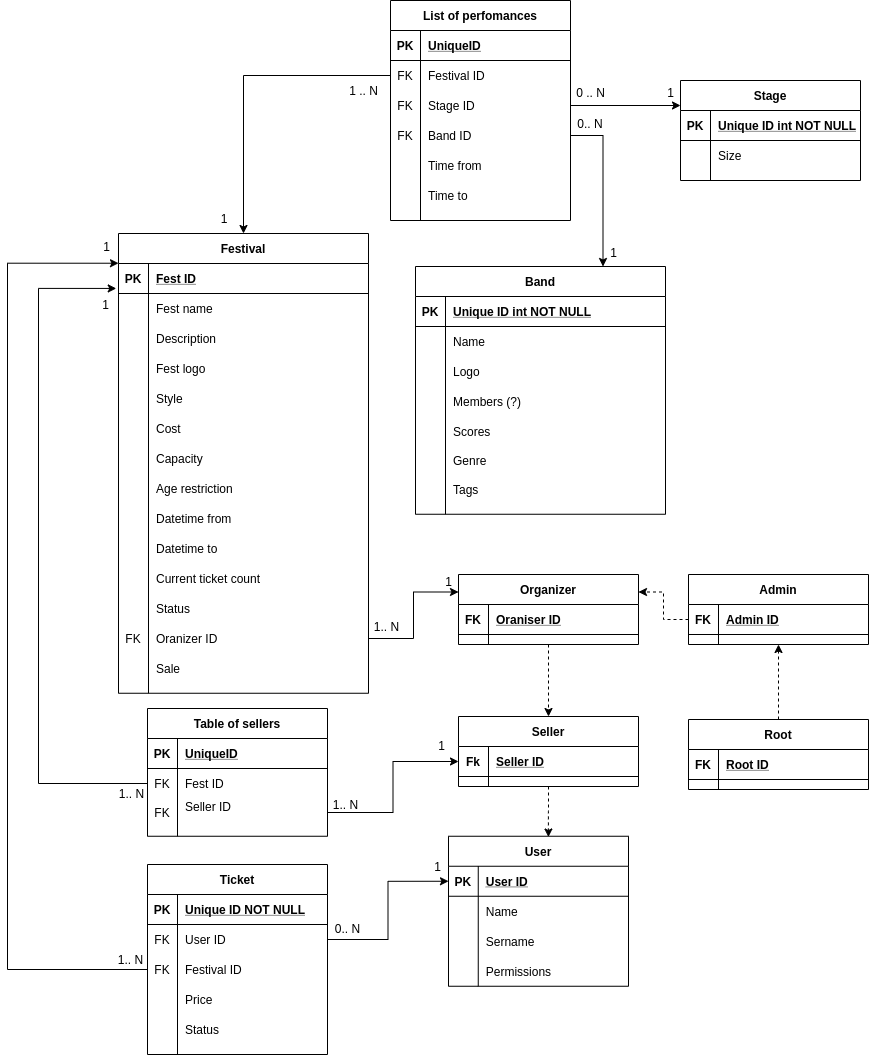 List of perfomances
PK UniqueID
FK Festival ID
FK Stage ID
FK Band ID
Time from
Time to
1 .. N
0 .. N
1
0.. N
1
1
Stage
PK Unique ID int NOT NULL
Size
Band
PK Unique ID int NOT NULL
Name
Logo
Members (?)
Scores
Genre
Tags
1
1
Festival
PK Fest ID
Fest name
Description
Fest logo
Style
Cost
Capacity
Age restriction
Datetime from
Datetime to
Current ticket count
Status
FK Oranizer ID
Sale
1.. N
1
Organizer
FK Oraniser ID
Admin
FK Admin ID
Table of sellers
PK UniqueID
FK Fest ID
FK Seller ID
1.. N
1.. N
1
Seller
Fk Seller ID
Root
FK Root ID
Ticket
PK Unique ID NOT NULL
FK User ID
FK Festival ID
Price
Status
1.. N
0.. N
1
User
PK User ID
Name
Sername
Permissions